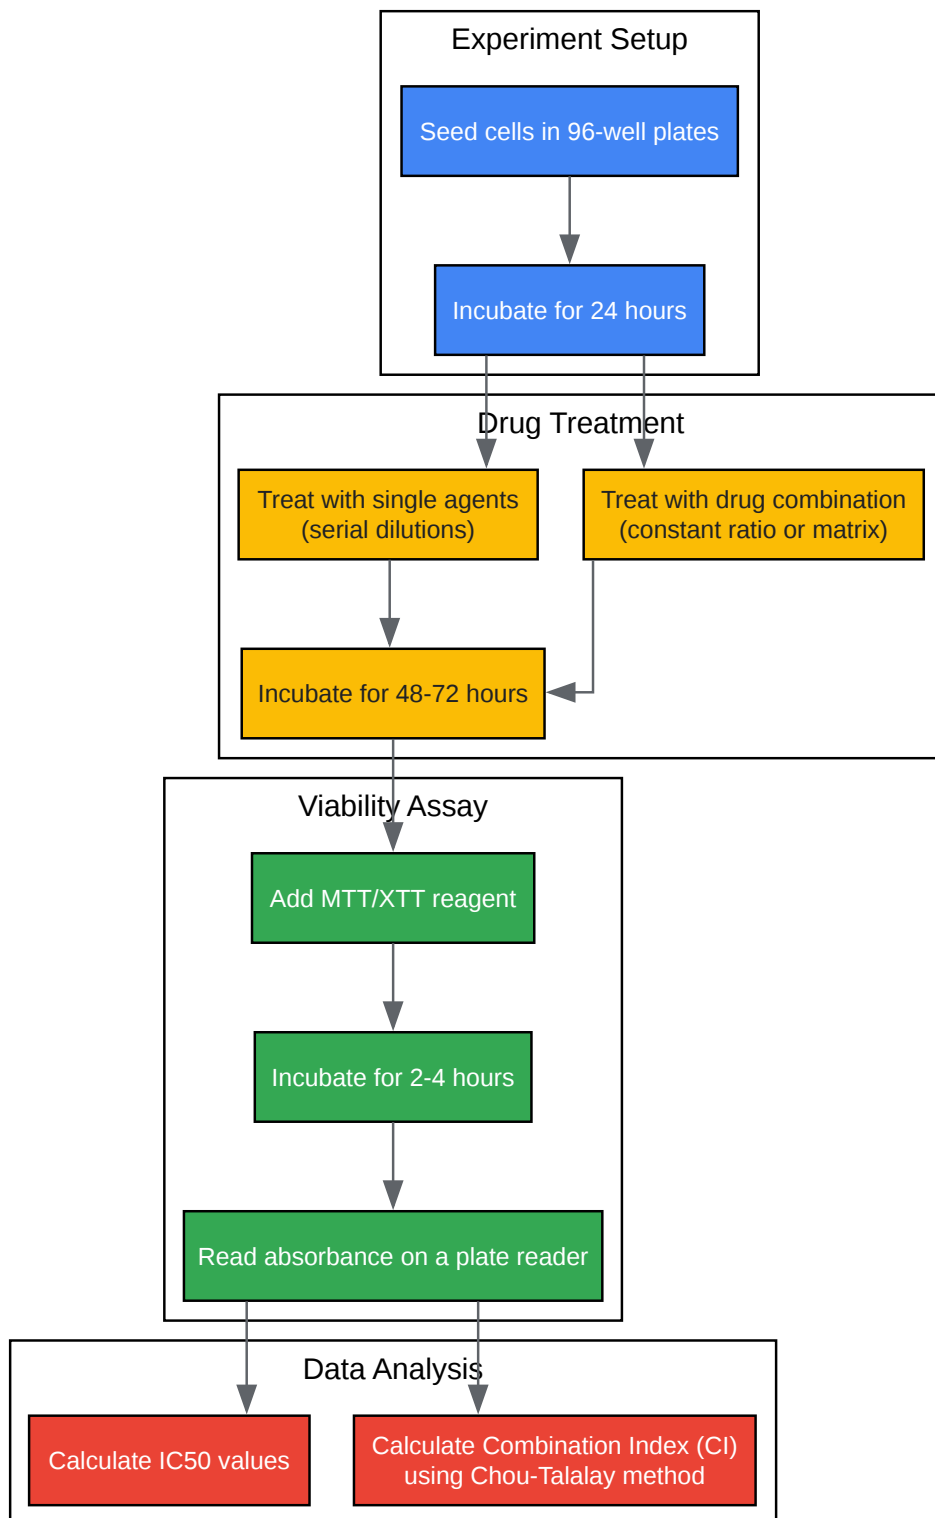 Experiment Setup
Seed cells in 96-well plates
Incubate for 24 hours
Drug Treatment
Treat with single agents
(serial dilutions)
Treat with drug combination
(constant ratio or matrix)
Incubate for 48-72 hours
Viability Assay
Add MTT/XTT reagent
Incubate for 2-4 hours
Read absorbance on a plate reader
Data Analysis
Calculate IC50 values
Calculate Combination Index (CI)
using Chou-Talalay method